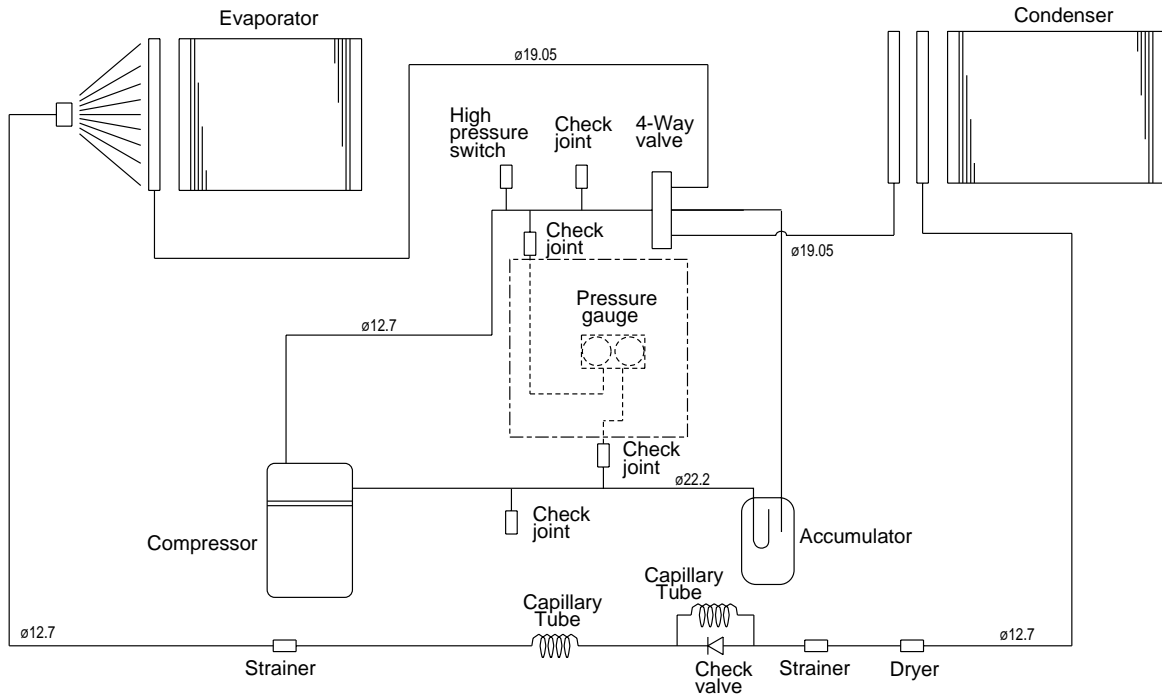 Evaporator
Condenser
ø19.05
High
pressure
switch
Check
joint
4-Way
valve
Check
joint
ø19.05
Pressure
gauge
ø12.7
Check
joint
ø22.2
Check
joint
Compressor
Accumulator
Capillary
Tube
Capillary
Tube
ø12.7
Strainer
Check
valve
Strainer
Dryer
ø12.7